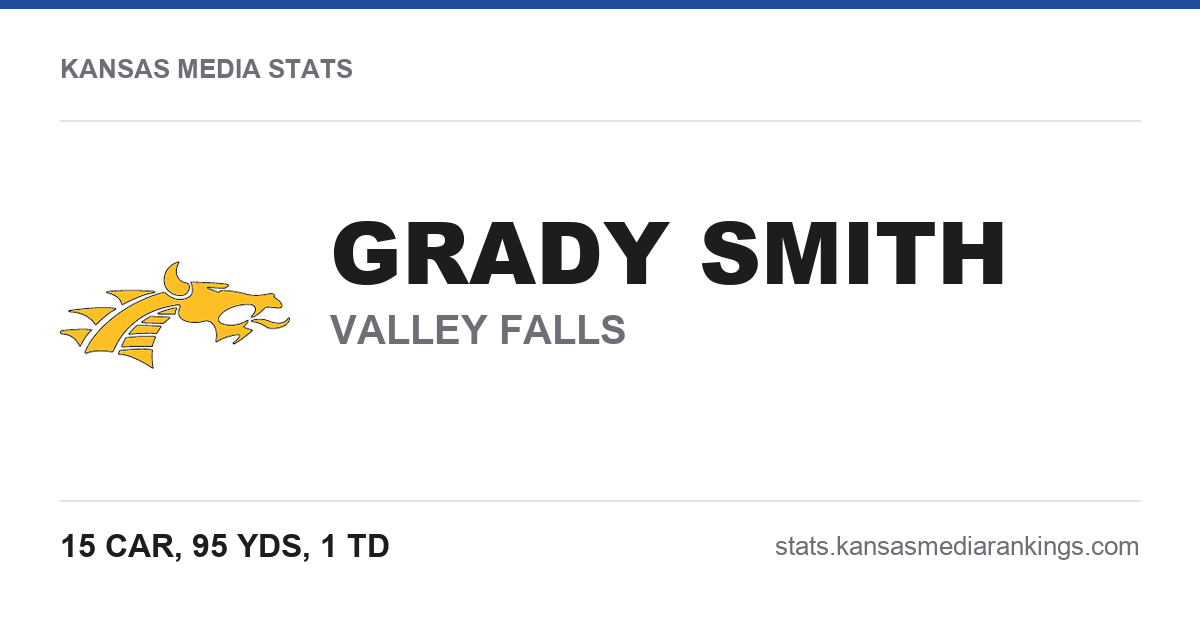 KANSAS MEDIA STATS
GRADY SMITH
VALLEY FALLS
15 CAR, 95 YDS, 1 TD
stats.kansasmediarankings.com